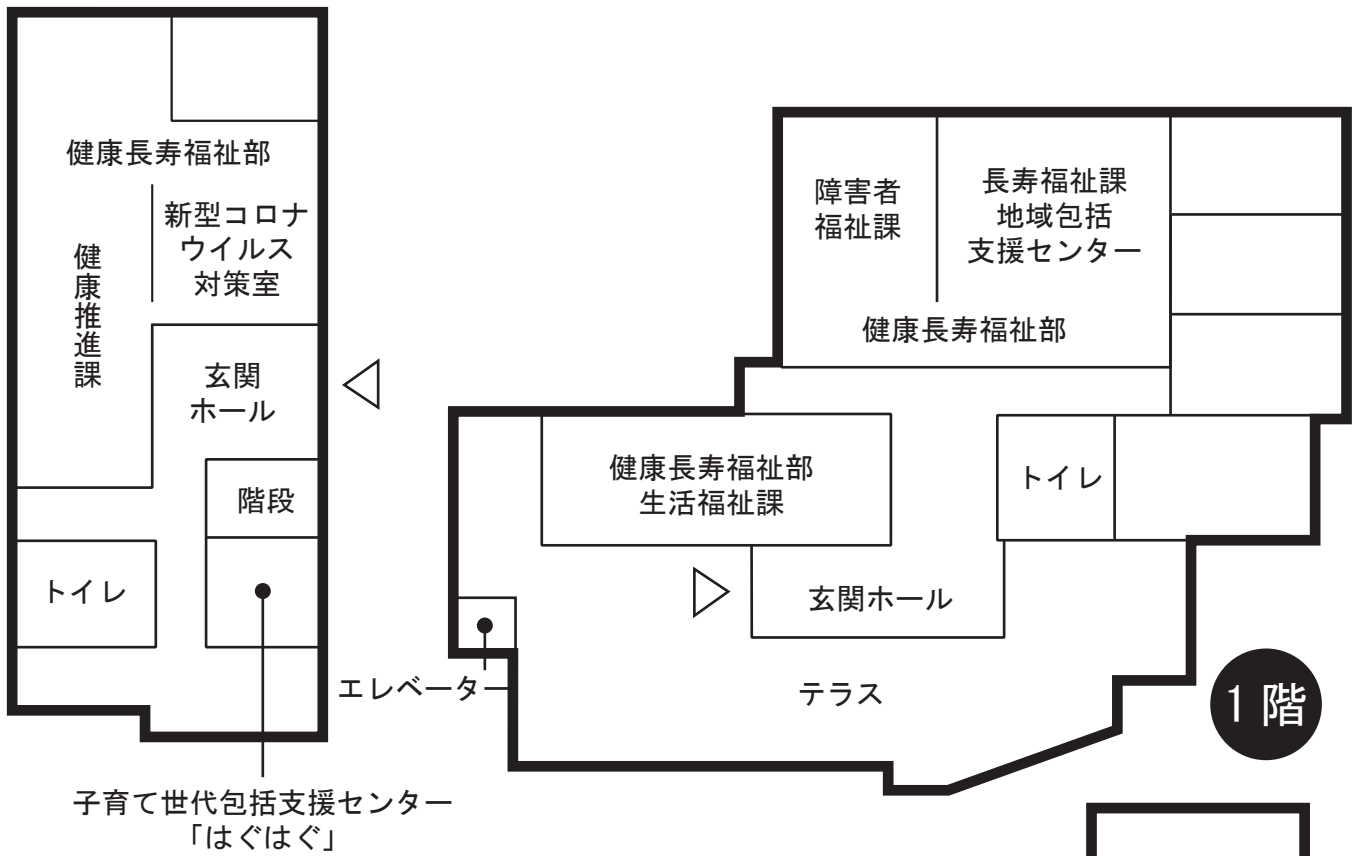 健康長寿福祉部
新型コロナ
ウイルス
対策室
健康推進課
玄関
ホール
階段
トイレ
子育て世代包括支援センター
「はぐはぐ」
障害者
福祉課
長寿福祉課
地域包括
支援センター
健康長寿福祉部
健康長寿福祉部
生活福祉課
トイレ
玄関ホール
エレベーター
テラス
1階